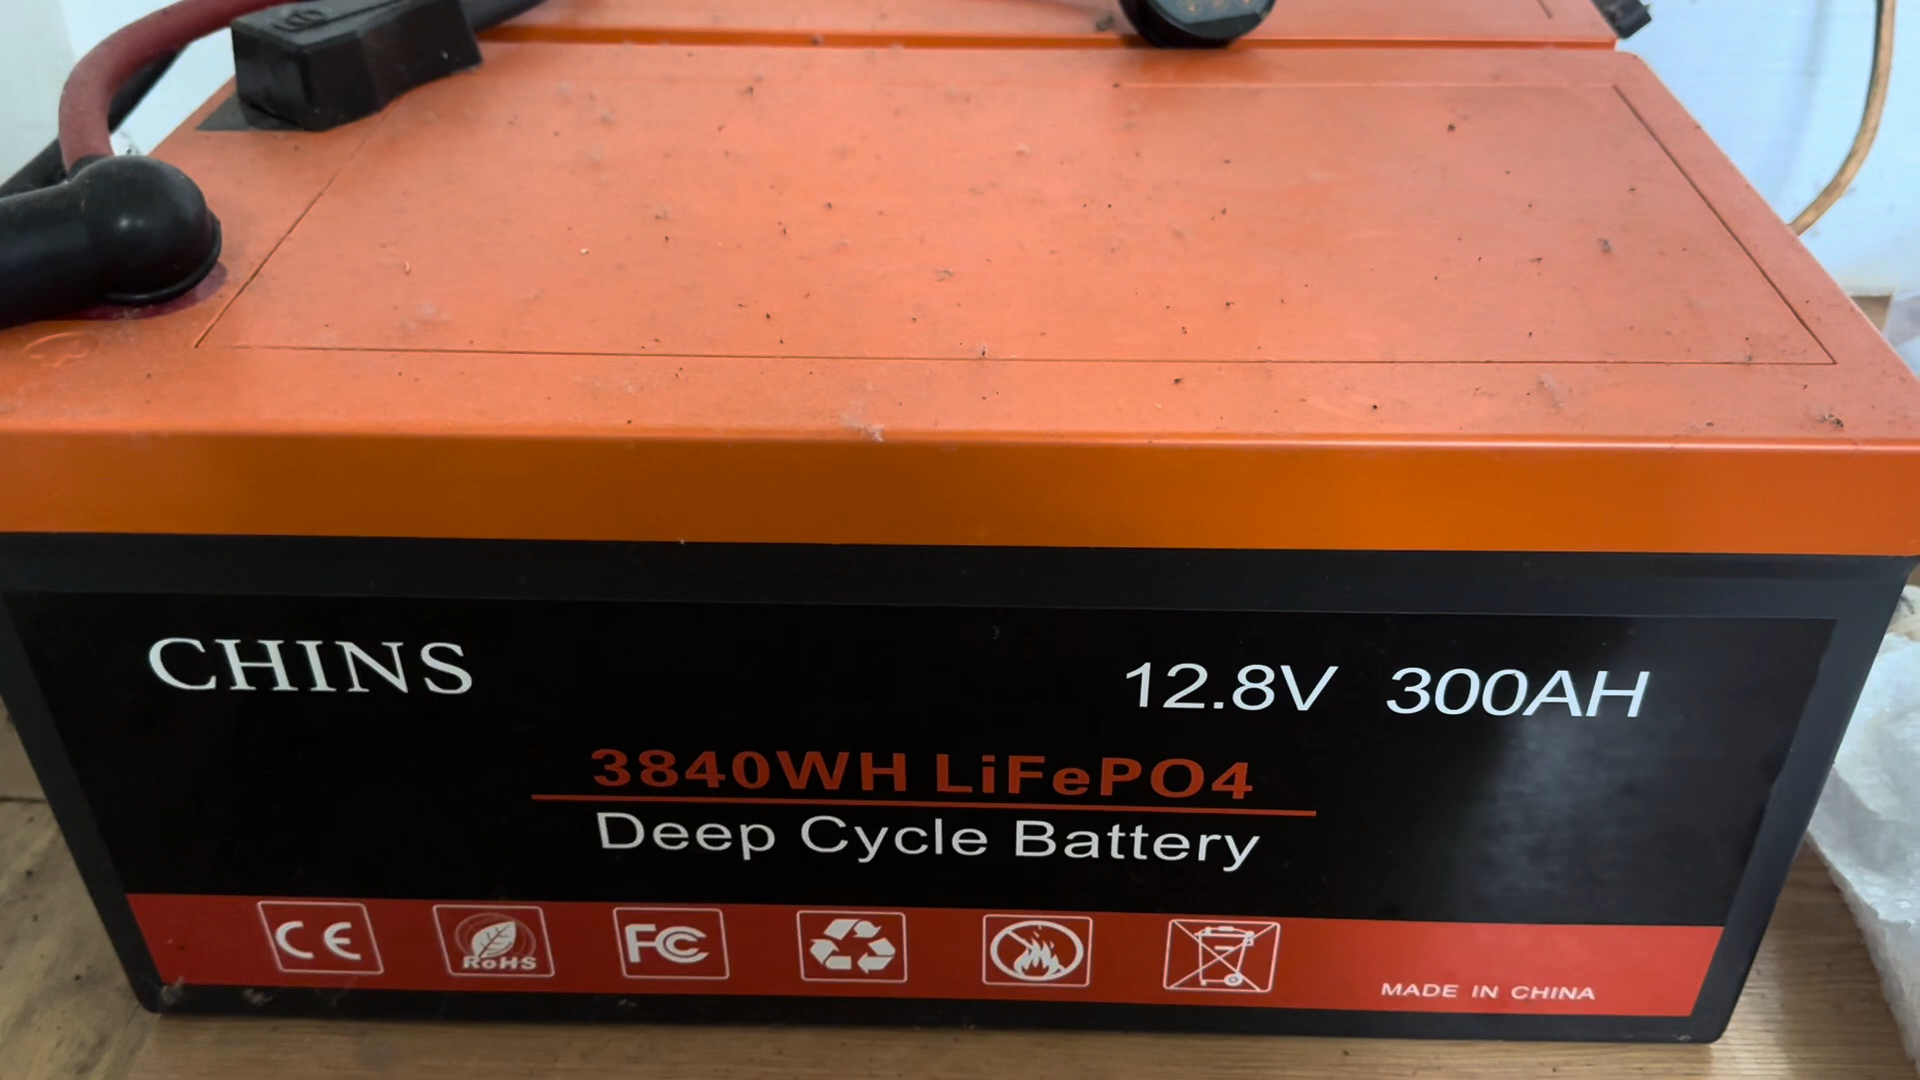 CHINS
12.8V 300AH
3840WH LiFePO4
Deep Cycle Battery
CE
RoHS
FC
MADE IN CHINA